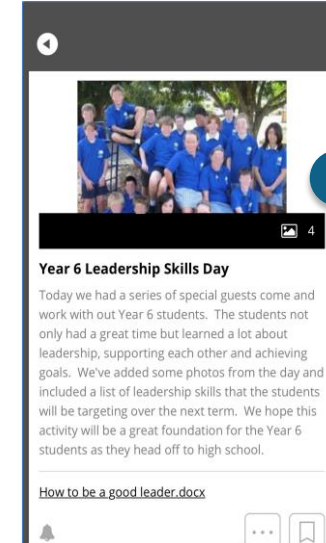 4
Year 6 Leadership Skills Day
Today we had a series of special guests come and
work with out Year 6 students. The students not
only had a great time but learned a lot about
leadership, supporting each other and achieving
goals. We've added some photos from the day and
included a list of leadership skills that the students
will be targeting over the next term. We hope this
activity will be a great foundation for the Year 6
students as they head off to high school.
How to be a good leader.docx